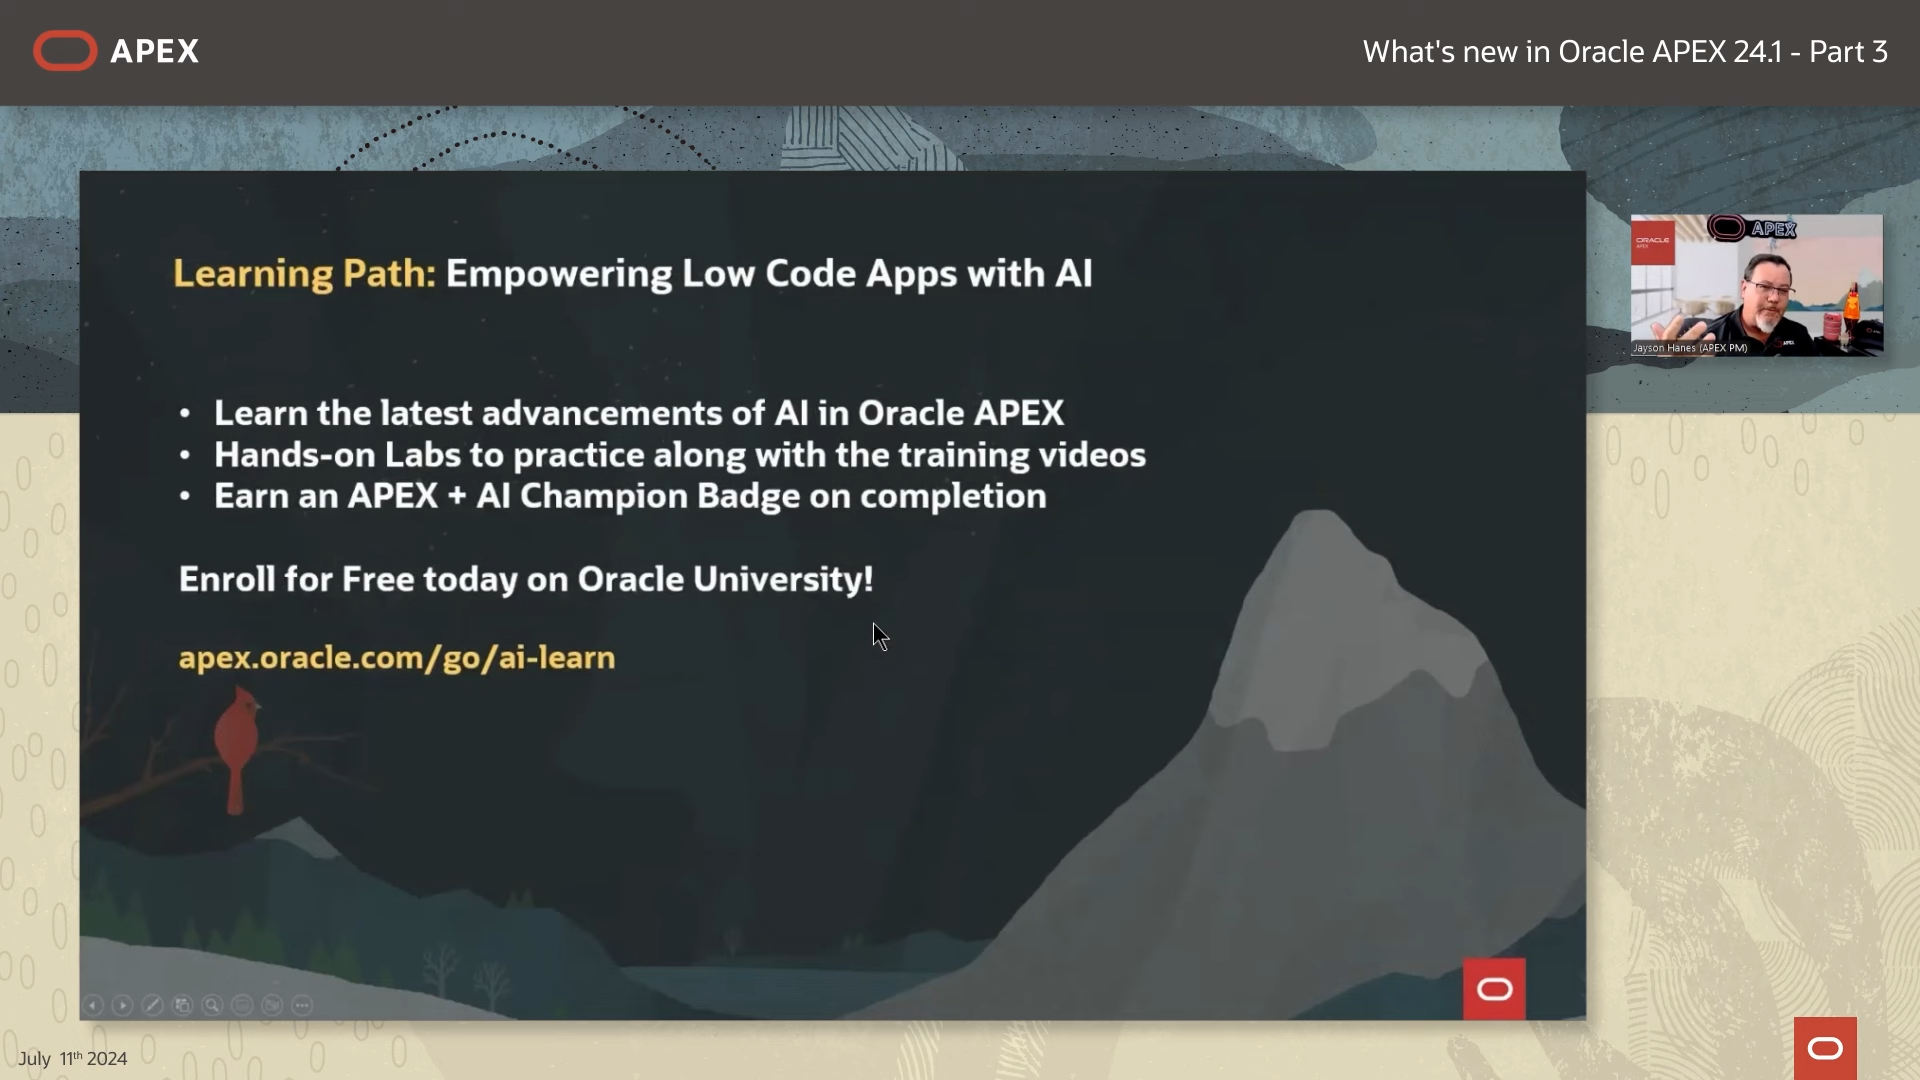 APEX
What's new in Oracle APEX 24.1 - Part 3
Learning Path: Empowering Low Code Apps with AI
• Learn the latest advancements of AI in Oracle APEX
• Hands-on Labs to practice along with the training videos
• Earn an APEX + AI Champion Badge on completion
Enroll for Free today on Oracle University!
apex.oracle.com/go/ai-learn
ORACLE
APEX
APEX
Jayson Hanes (APEX PM)
July 11th 2024